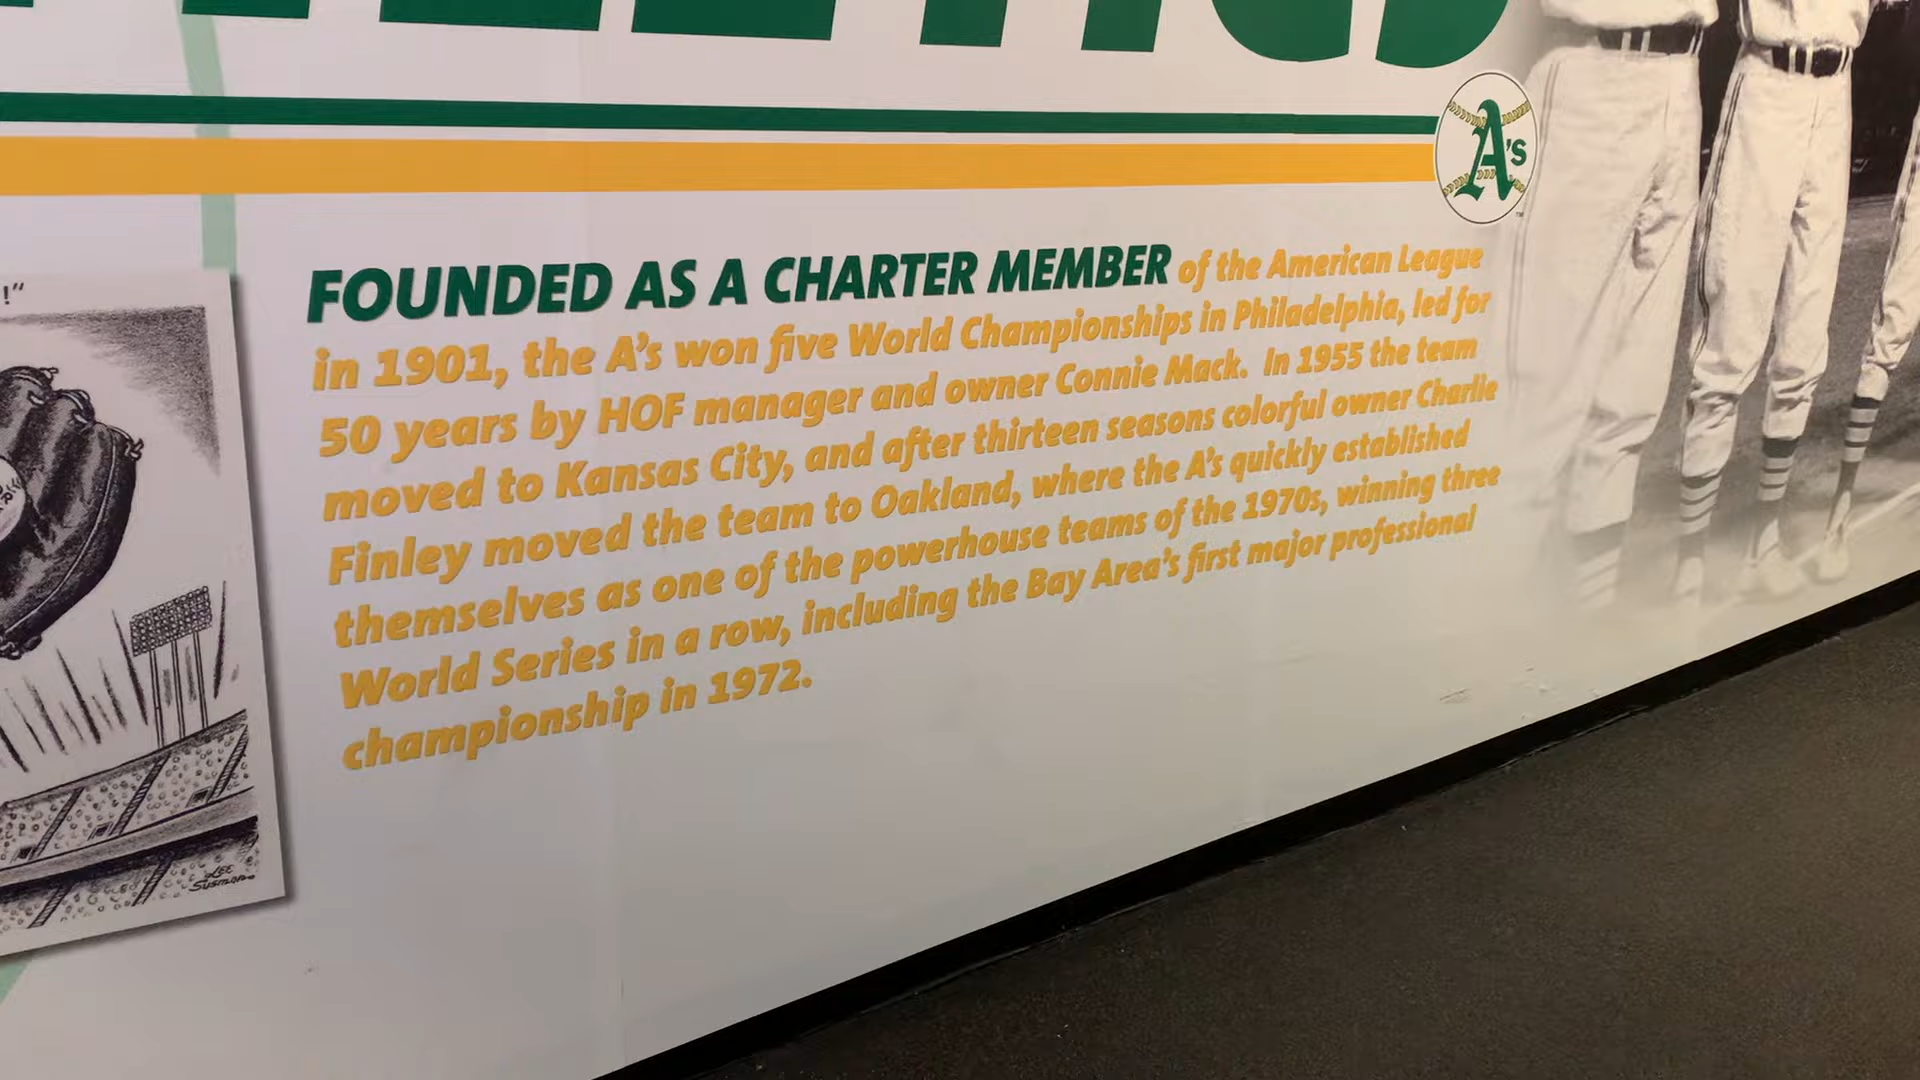 !"
A's
FOUNDED AS A CHARTER MEMBER of the American League
in 1901, the A's won five World Championships in Philadelphia, led for
50 years by HOF manager and owner Connie Mack. In 1955 the team
moved to Kansas City, and after thirteen seasons colorful owner Charlie
Finley moved the team to Oakland, where the A's quickly established
themselves as one of the powerhouse teams of the 1970s, winning three
World Series in a row, including the Bay Area's first major professional
championship in 1972.
LEE
SUSMAN